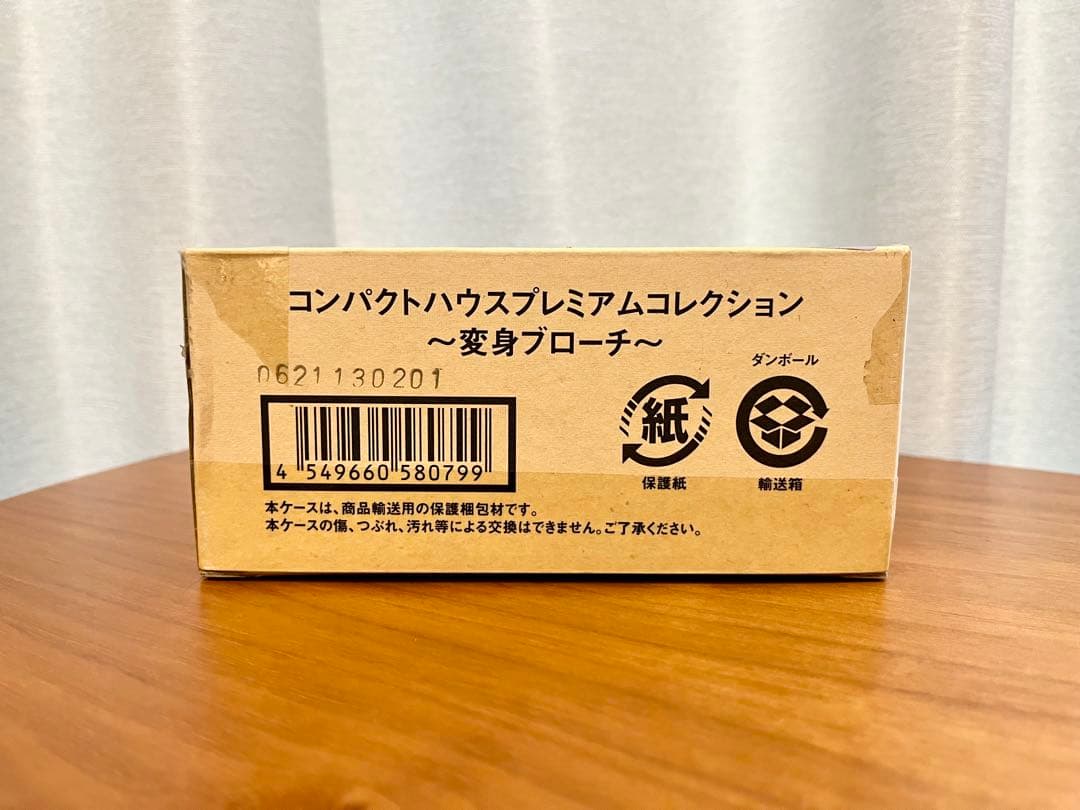 コンパクトハウスプレミアムコレクション
～変身ブローチ～
0621130201
ダンボール
紙
4 549660 580799
保護紙
輸送箱
本ケースは、商品輸送用の保護梱包材です。
本ケースの傷、つぶれ、汚れ等による交換はできません。ご了承ください。